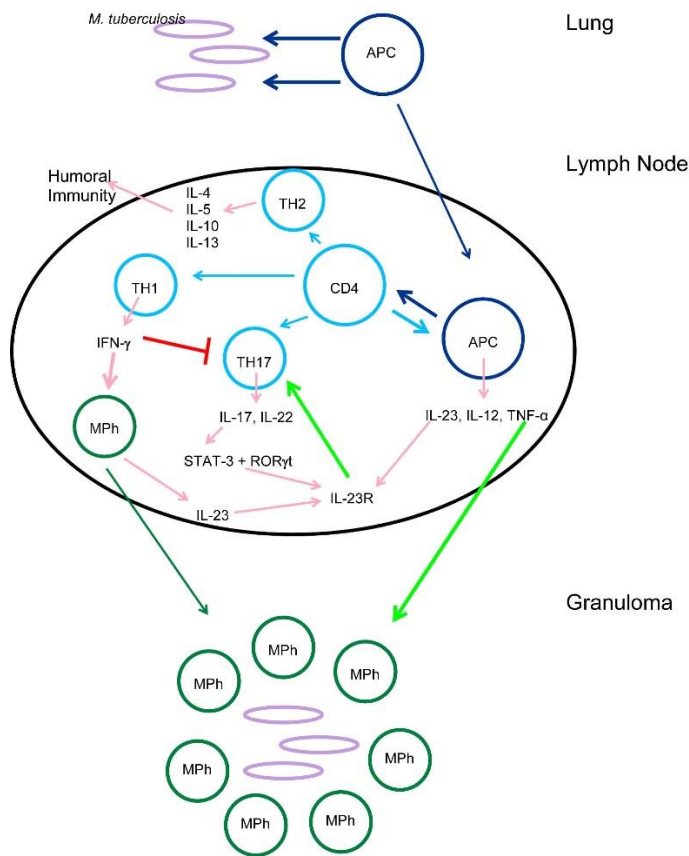 M. tuberculosis
APC
Lung
Lymph Node
Humoral
Immunity
IL-4
IL-5
IL-10
IL-13
TH2
TH1
CD4
APC
IFN-γ
TH17
MPh
IL-17, IL-22
IL-23, IL-12, TNF-α
STAT-3 + RORγt
IL-23R
IL-23
Granuloma
MPh
MPh
MPh
MPh
MPh
MPh
MPh